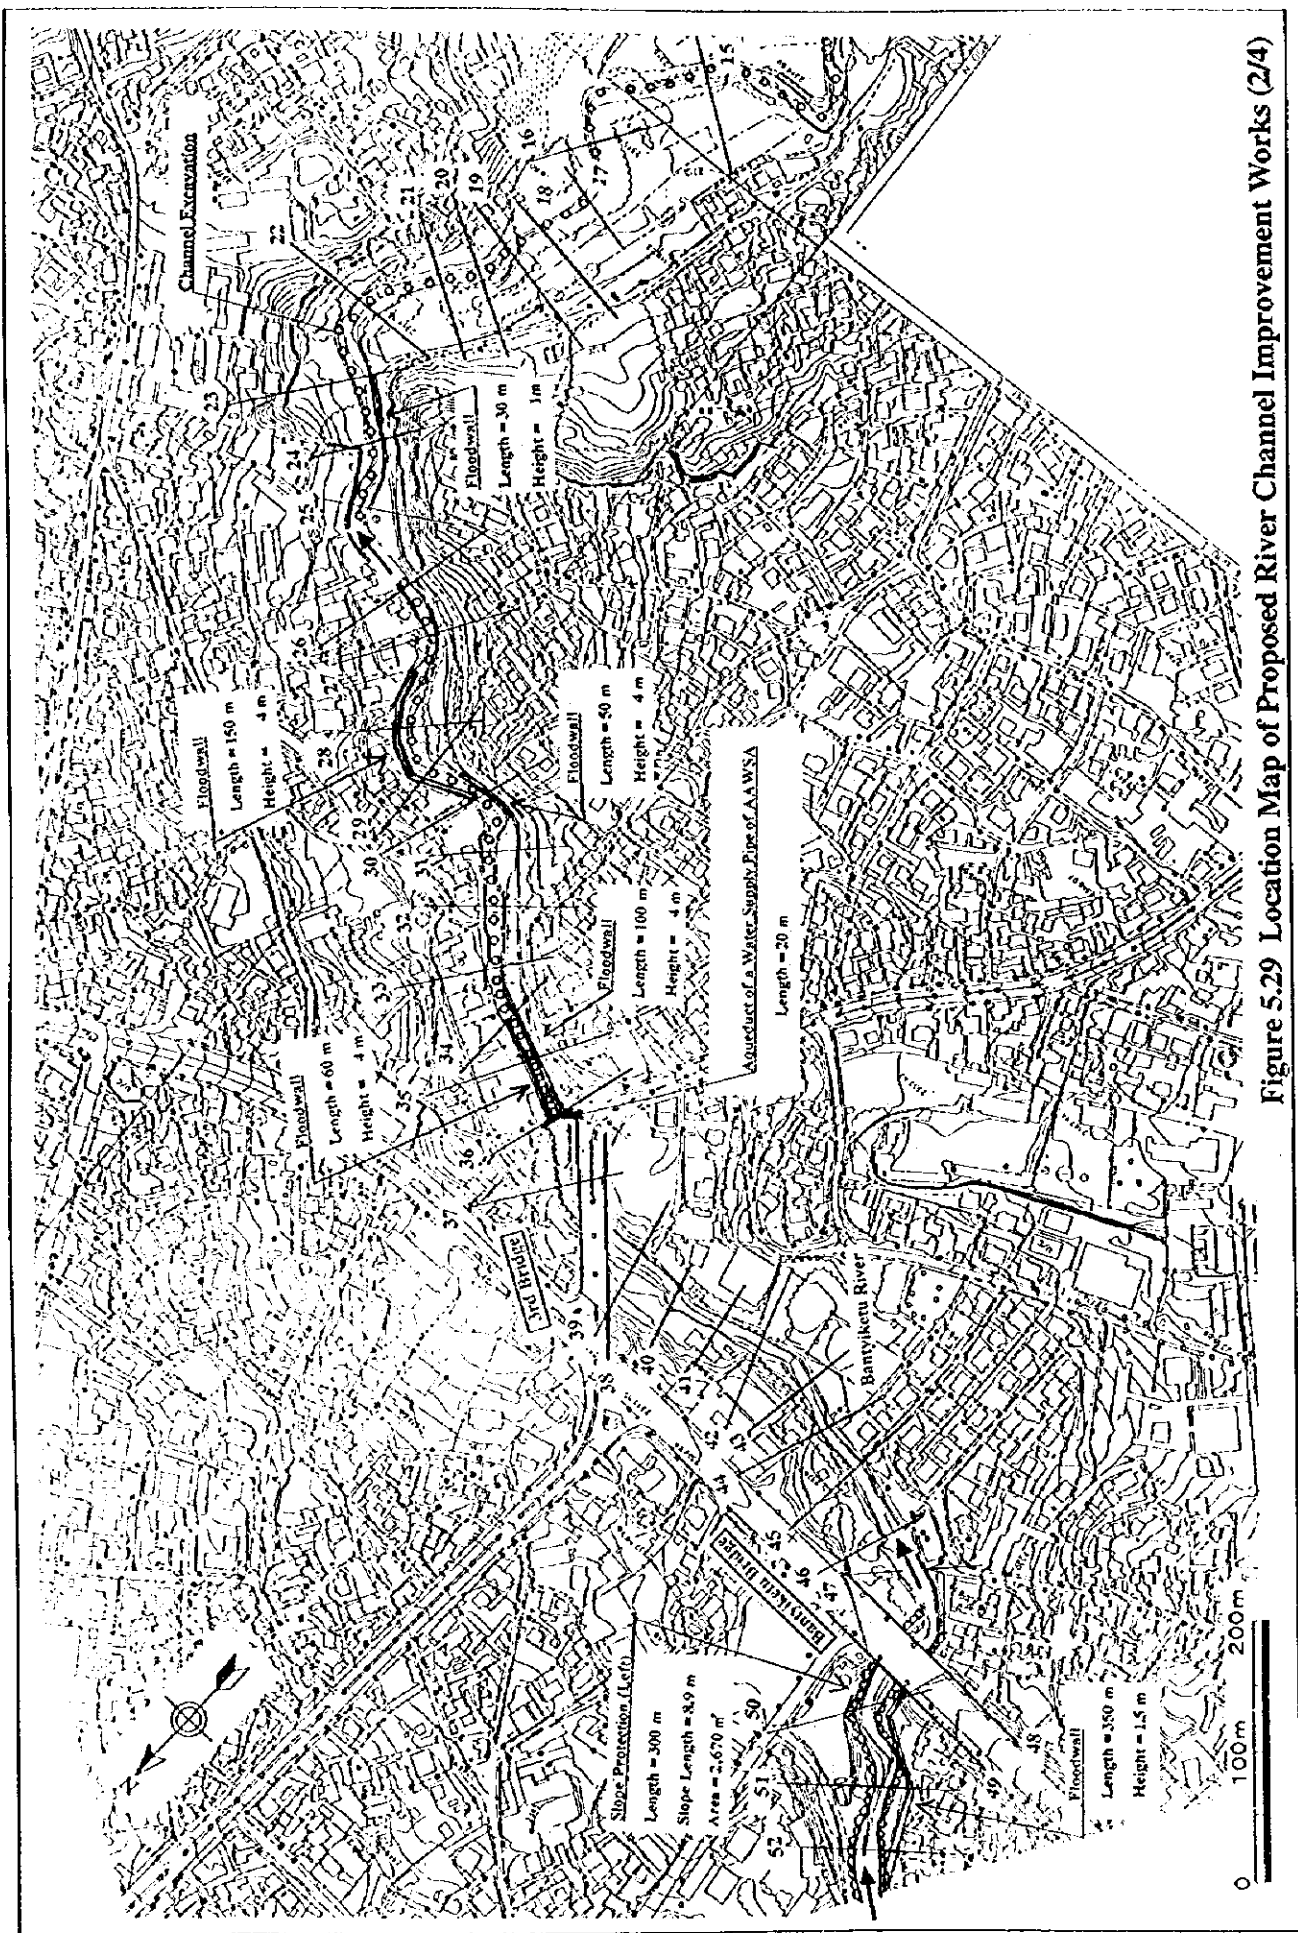 Channel Excavation
22
21
20
19
16
18
17
15
23
24
25
Floodwall
Length = 30 m
Height = 1m
26
27
28
Floodwall
Length = 150 m
Height = 4 m
29
30
31
Floodwall
Length = 50 m
Height = 4 m
32
33
34
35
36
37
Floodwall
Length = 100 m
Height = 4 m
Aqueduct of a Water Supply Pipe of AAWSA
Length = 20 m
Floodwall
Length = 60 m
Height = 4 m
3rd Bridge
39
38
40
41
42
43
44
45
46
47
Bantyiketu River
Bantyiketu Bridge
Slope Protection (Left)
Length = 300 m
Slope Length = 8.9 m
Area = 2,670 m²
50
51
52
48
49
Floodwall
Length = 350 m
Height = 1.5 m
0 100m 200m
Figure 5.29 Location Map of Proposed River Channel Improvement Works (2/4)